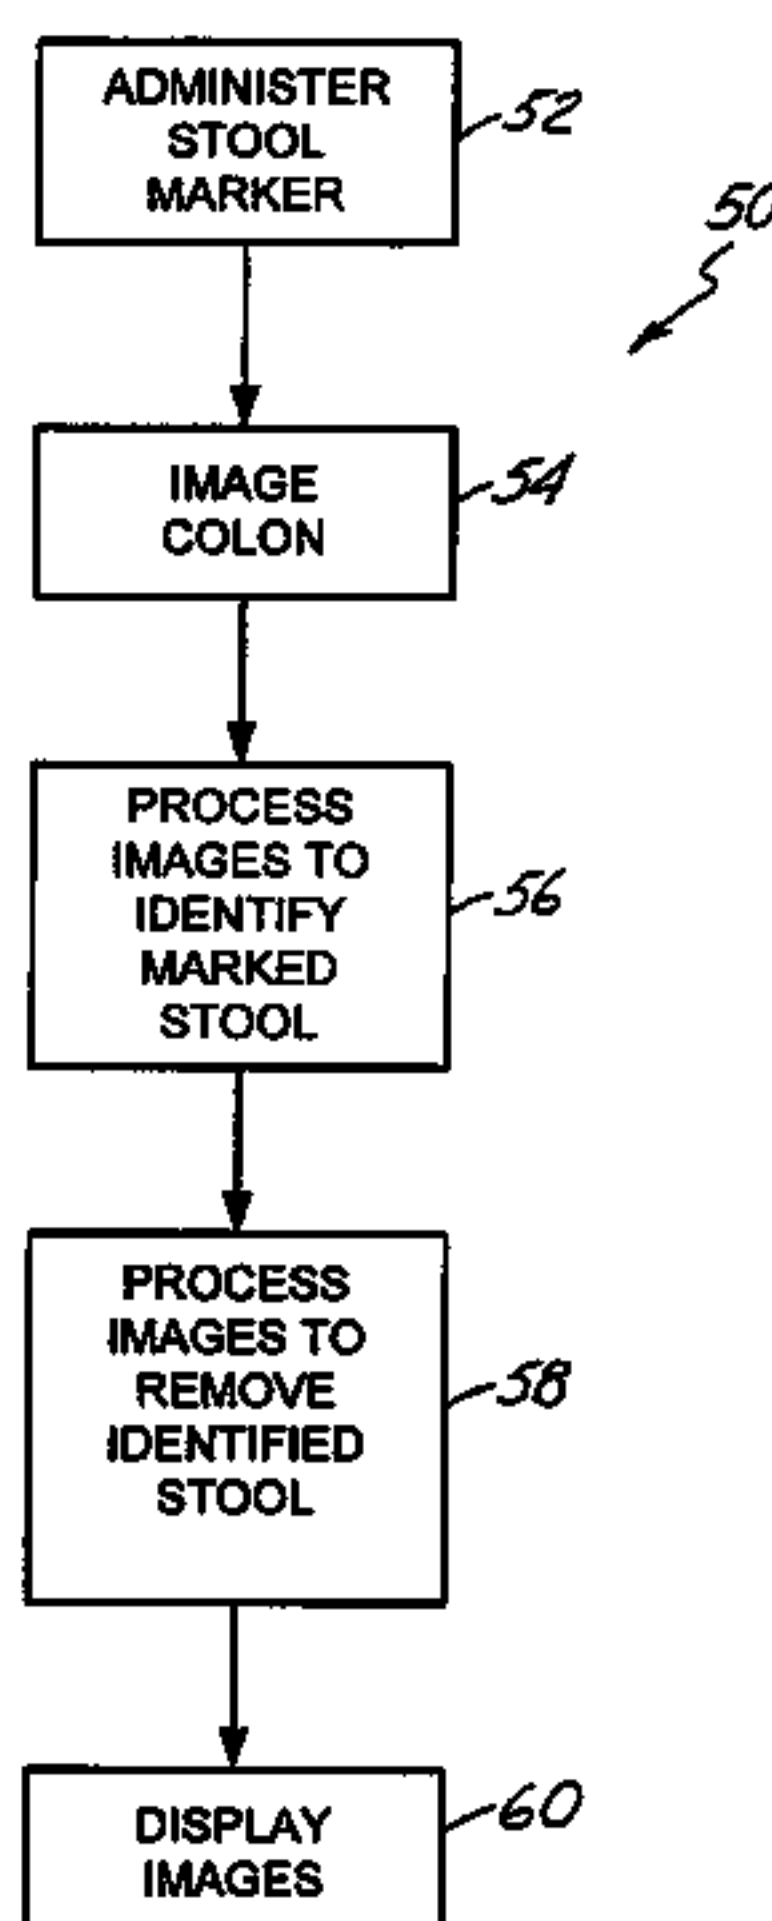 ADMINISTER
STOOL
MARKER
52
50
IMAGE
COLON
54
PROCESS
IMAGES TO
IDENTIFY
MARKED
STOOL
56
PROCESS
IMAGES TO
REMOVE
IDENTIFIED
STOOL
58
DISPLAY
IMAGES
60